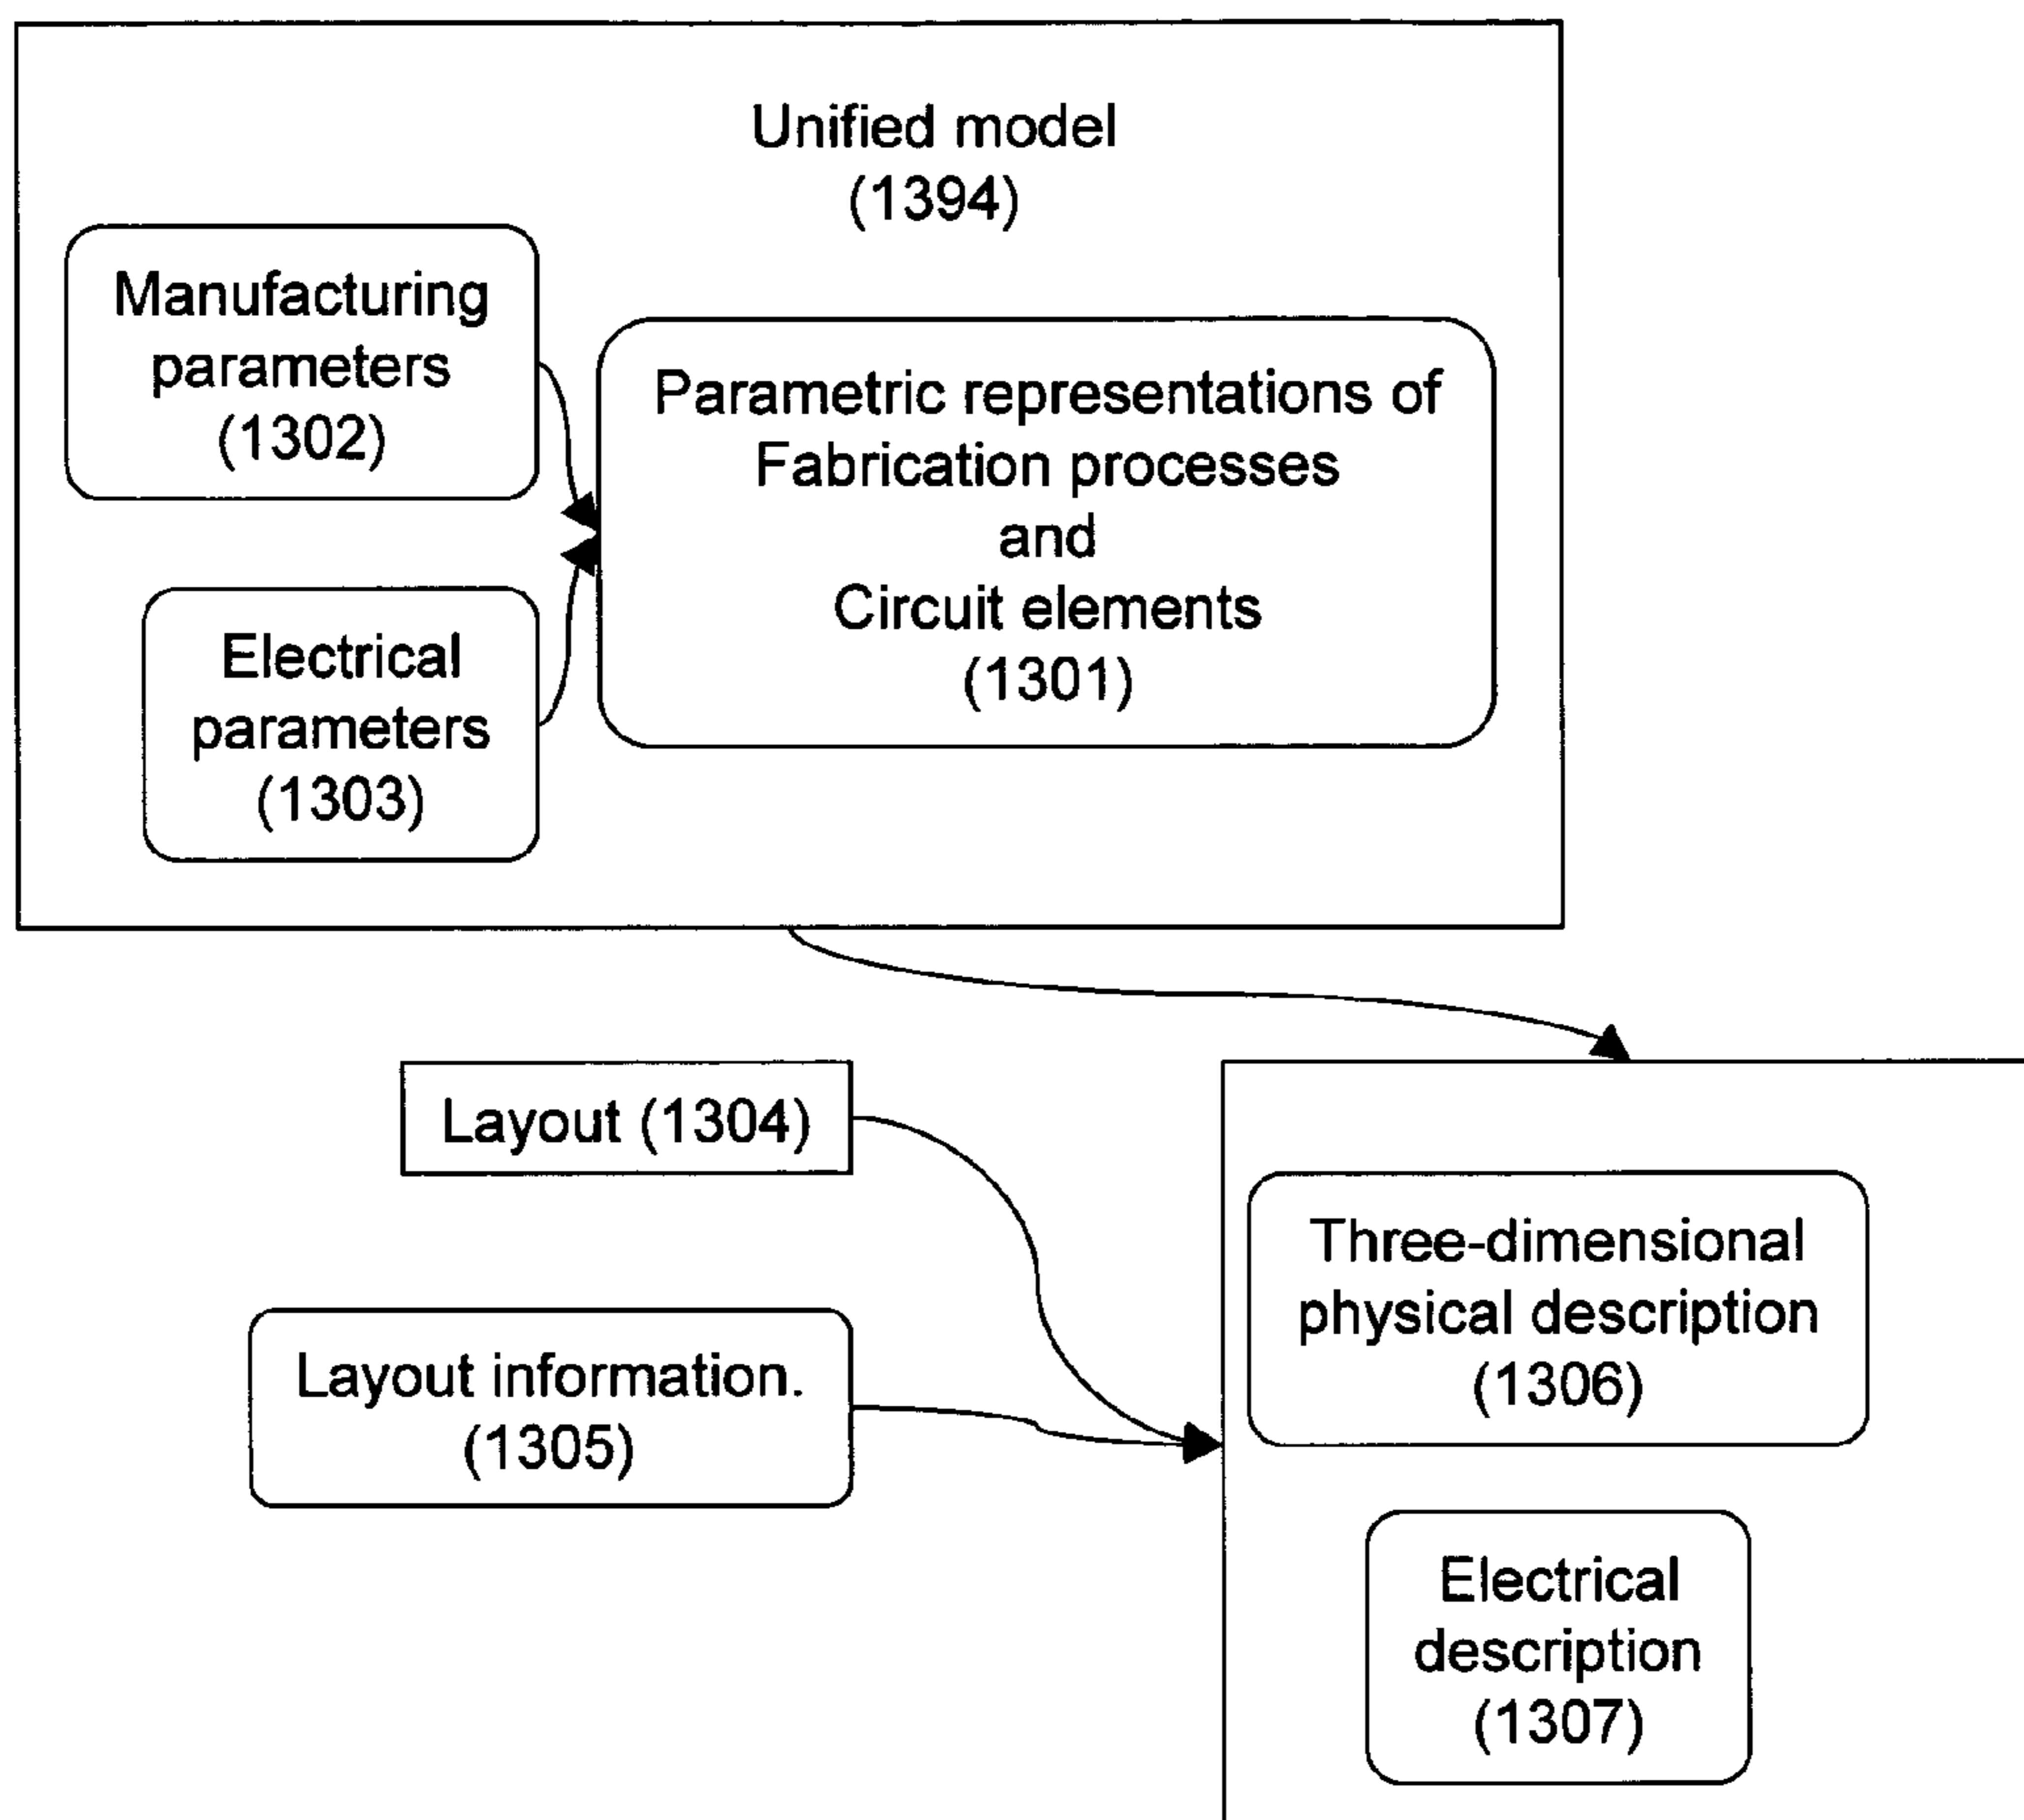 Unified model
(1394)
Manufacturing
parameters
(1302)
Parametric representations of
Fabrication processes
and
Circuit elements
(1301)
Electrical
parameters
(1303)
Layout (1304)
Three-dimensional
physical description
(1306)
Layout information.
(1305)
Electrical
description
(1307)